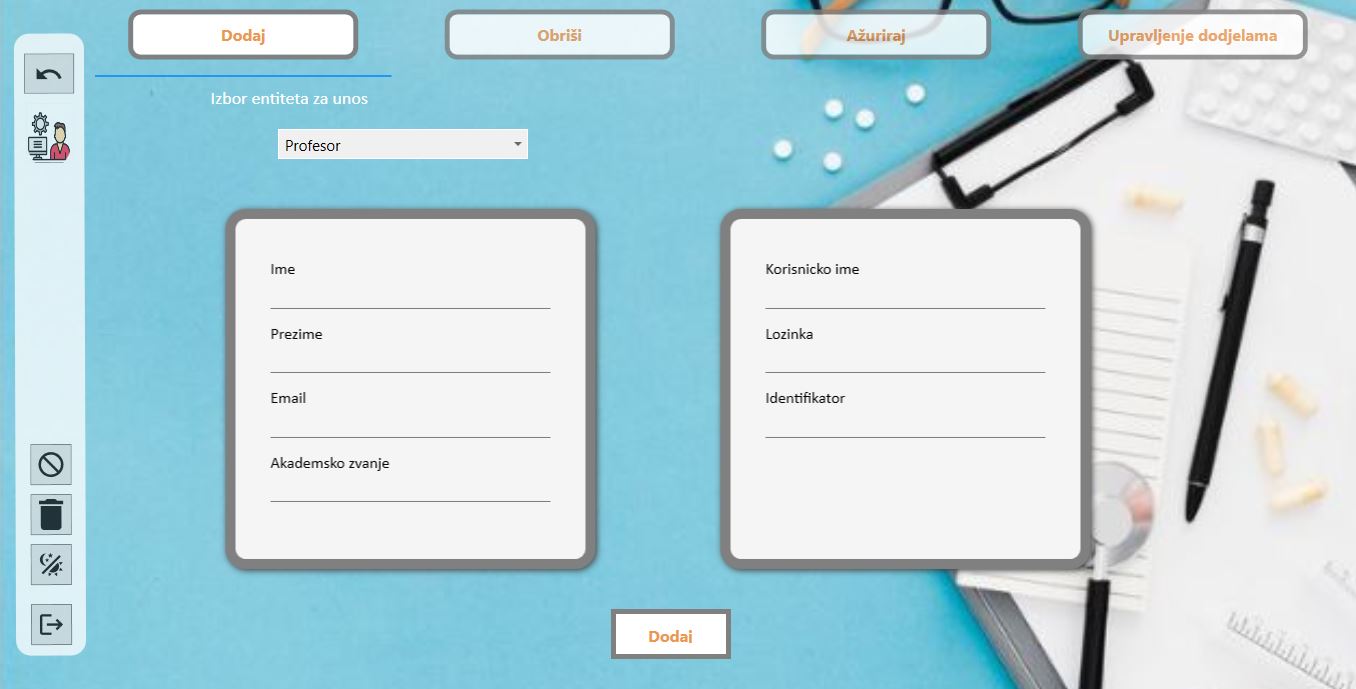 Dodaj
Obriši
Ažuriraj
Upravljenje dodjelama
Izbor entiteta za unos
Profesor
Ime
Prezime
Email
Akademsko zvanje
Korisnicko ime
Lozinka
Identifikator
Dodaj